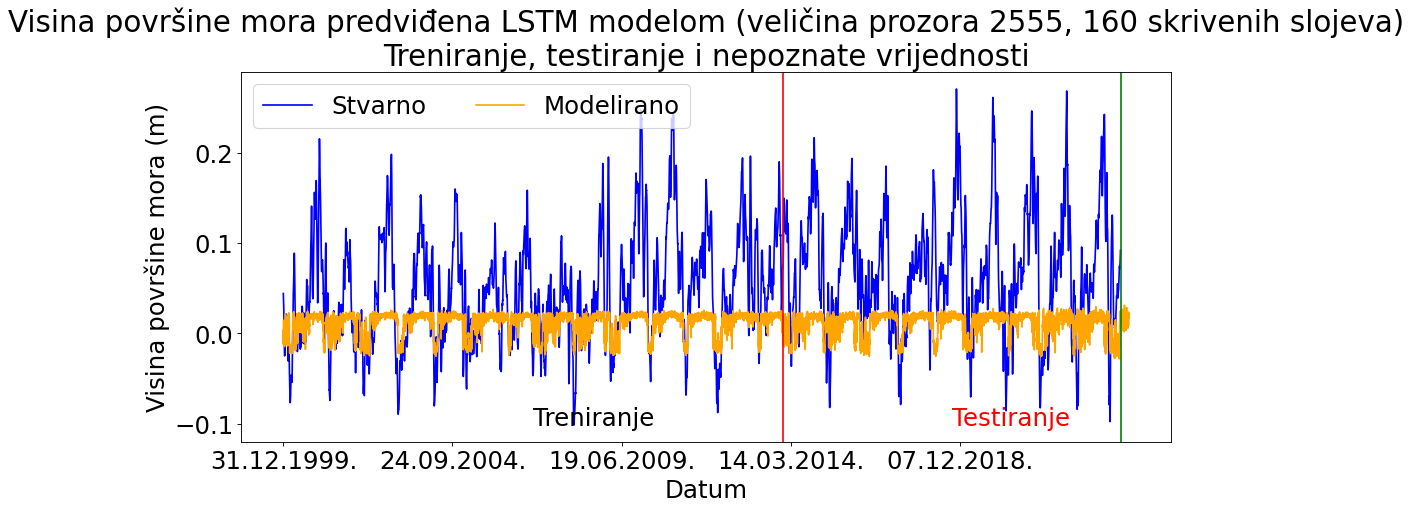 Visina površine mora predviđena LSTM modelom (veličina prozora 2555, 160 skrivenih slojeva)
Treniranje, testiranje i nepoznate vrijednosti
Stvarno Modelirano
Visina površine mora (m)
0.2
0.1
0.0
−0.1
Treniranje Testiranje
31.12.1999. 24.09.2004. 19.06.2009. 14.03.2014. 07.12.2018.
Datum